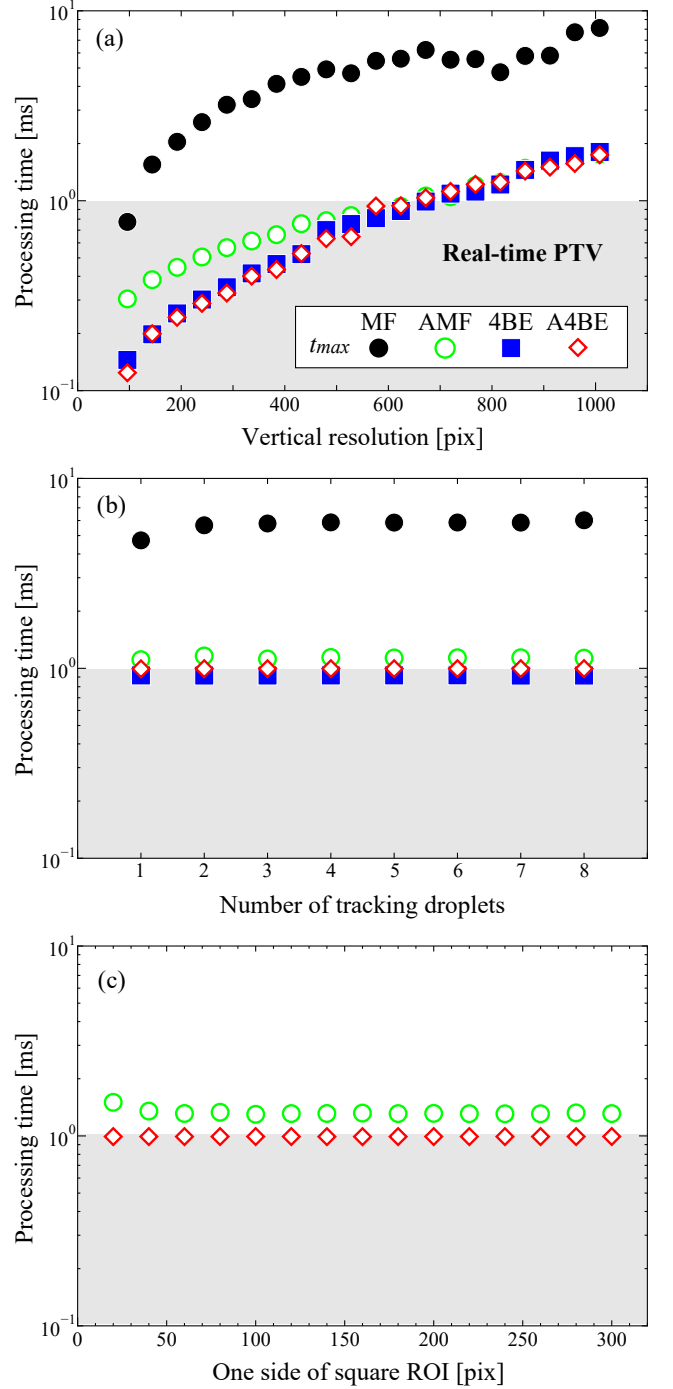 (a)
Processing time [ms]
10¹
10⁰
10⁻¹
Real-time PTV
MF AMF 4BE A4BE
tmax
0 200 400 600 800 1000
Vertical resolution [pix]
(b)
Processing time [ms]
10¹
10⁰
10⁻¹
1 2 3 4 5 6 7 8
Number of tracking droplets
(c)
Processing time [ms]
10¹
10⁰
10⁻¹
0 50 100 150 200 250 300
One side of square ROI [pix]